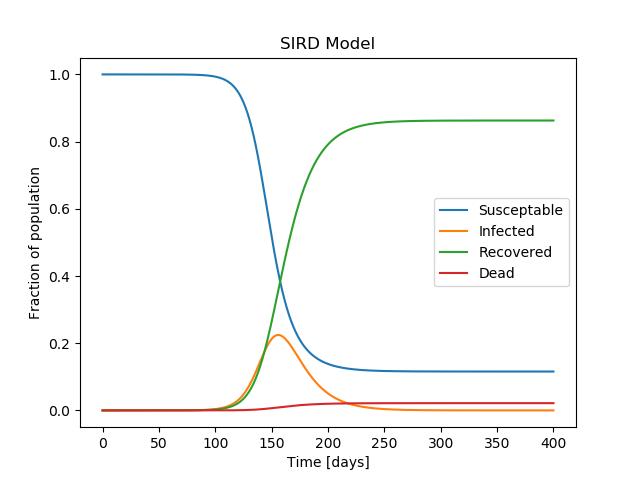 SIRD Model
1.0
0.8
0.6
0.4
0.2
0.0
Fraction of population
Susceptable
Infected
Recovered
Dead
0 50 100 150 200 250 300 350 400
Time [days]